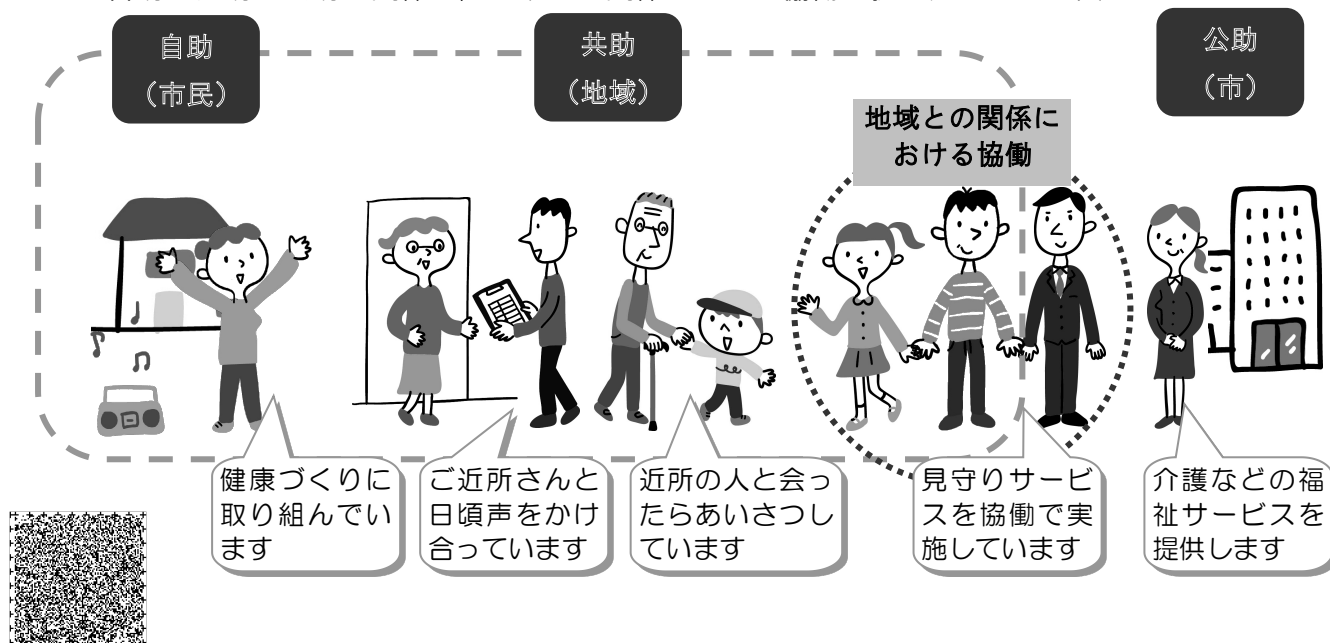 自助
（市民）
共助
（地域）
公助
（市）
地域との関係に
おける協働
健康づくりに
取り組んでい
ます
ご近所さんと
日頃声をかけ
合っています
近所の人と会っ
たらあいさつし
ています
見守りサービ
スを協働で実
施しています
介護などの福
祉サービスを
提供します